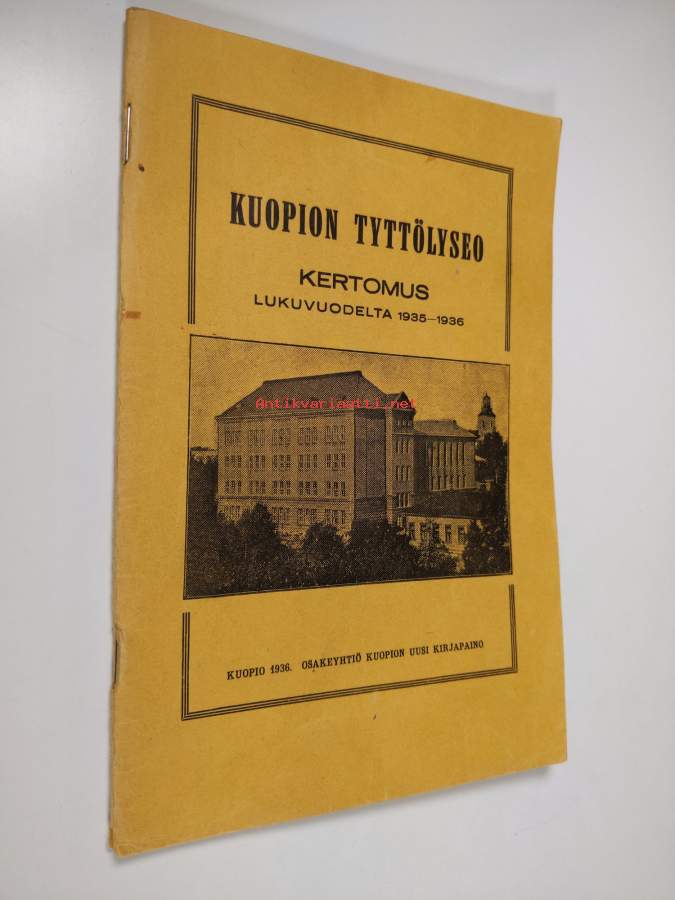 KUOPION TYTTÖLYSEO
KERTOMUS
LUKUVUODELTA 1935—1936
Antikvariaatti.net
KUOPIO 1936. OSAKEYHTIÖ KUOPION UUSI KIRJAPAINO